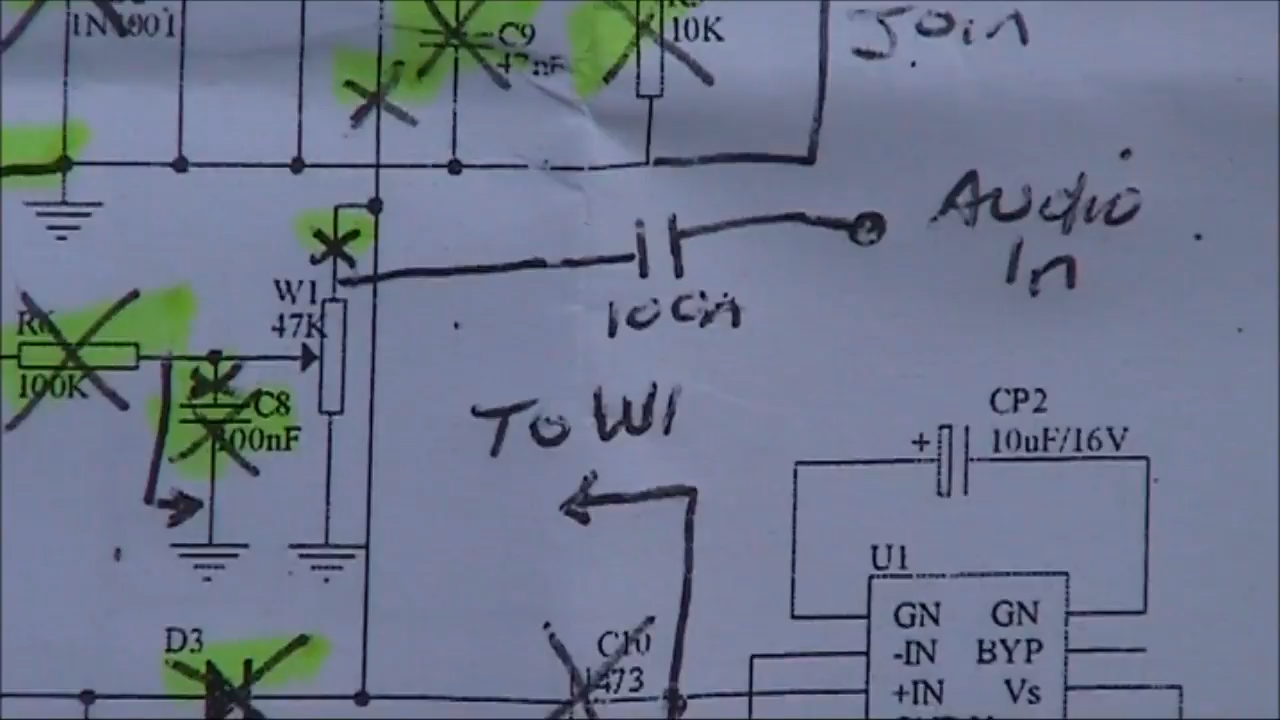 1N4001
C9
47nF
10K
Join
Audio
In
W1
47K
100n
R6
100K
C8
100nF
To W1
CP2
+
10uF/16V
U1
GN GN
-IN BYP
+IN Vs
D3
C10
473